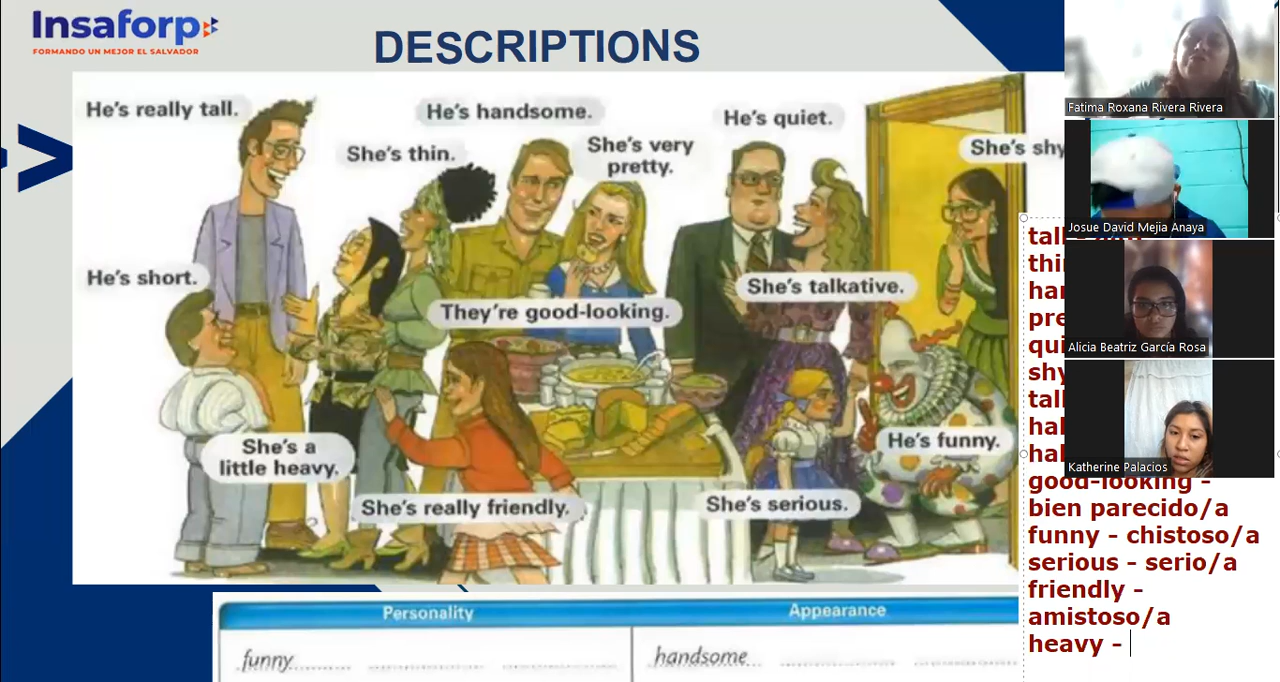 Insaforp
FORMANDO UN MEJOR EL SALVADOR
DESCRIPTIONS
He's really tall.
He's handsome.
He's quiet.
She's thin.
She's very
pretty.
She's shy
He's short.
They're good-looking.
She's talkative.
She's a
little heavy.
She's really friendly.
She's serious.
He's funny.
Personality
Appearance
funny
handsome
good-looking -
bien parecido/a
funny - chistoso/a
serious - serio/a
friendly -
amistoso/a
heavy -
Fatima Roxana Rivera Rivera
Josue David Mejia Anaya
Alicia Beatriz García Rosa
Katherine Palacios